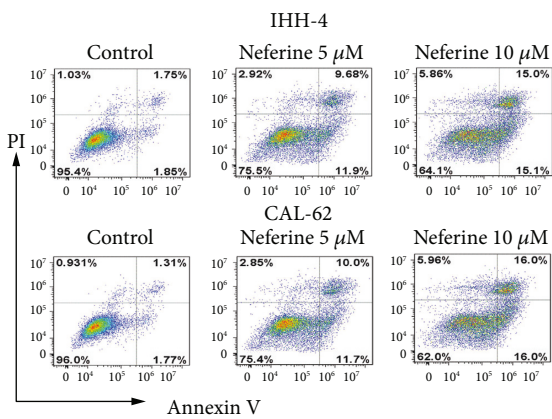 IHH-4
Control Neferine 5 μM Neferine 10 μM
1.03% 1.75% 2.92% 9.68% 5.86% 15.0%
10⁷ 10⁷ 10⁷
10⁶ 10⁶ 10⁶
10⁵ 10⁵ 10⁵
10⁴ 10⁴ 10⁴
0 0 0
95.4% 1.85% 75.5% 11.9% 64.1% 15.1%
0 10⁴ 10⁵ 10⁶ 10⁷ 0 10⁴ 10⁵ 10⁶ 10⁷ 0 10⁴ 10⁵ 10⁶ 10⁷
PI
CAL-62
Control Neferine 5 μM Neferine 10 μM
0.931% 1.31% 2.85% 10.0% 5.96% 16.0%
10⁷ 10⁷ 10⁷
10⁶ 10⁶ 10⁶
10⁵ 10⁵ 10⁵
10⁴ 10⁴ 10⁴
0 0 0
96.0% 1.77% 75.4% 11.7% 62.0% 16.0%
0 10⁴ 10⁵ 10⁶ 10⁷ 0 10⁴ 10⁵ 10⁶ 10⁷ 0 10⁴ 10⁵ 10⁶ 10⁷
Annexin V